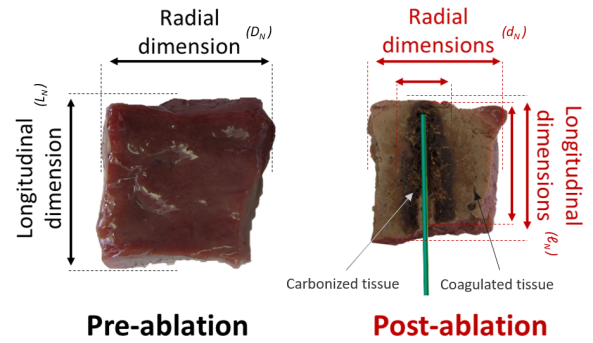 Radial
dimension (D_N)
Longitudinal
dimension
(L_N)
Pre-ablation
Radial
dimensions (d_N)
Longitudinal
dimensions
(ℓ_N)
Carbonized tissue
Coagulated tissue
Post-ablation